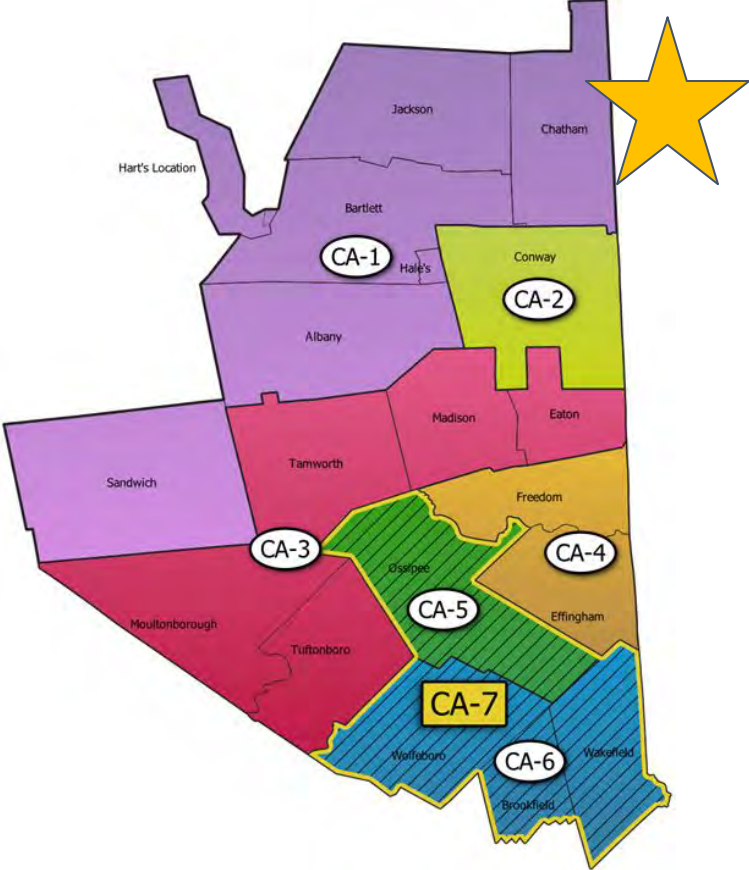 Jackson
Chatham
Hart's Location
Bartlett
CA-1
Hale's
Conway
CA-2
Albany
Madison
Eaton
Tamworth
Sandwich
Freedom
CA-3
CA-4
Ossipee
CA-5
Effingham
Moultonborough
Tuftonboro
CA-7
Wolfeboro
CA-6
Wakefield
Brookfield